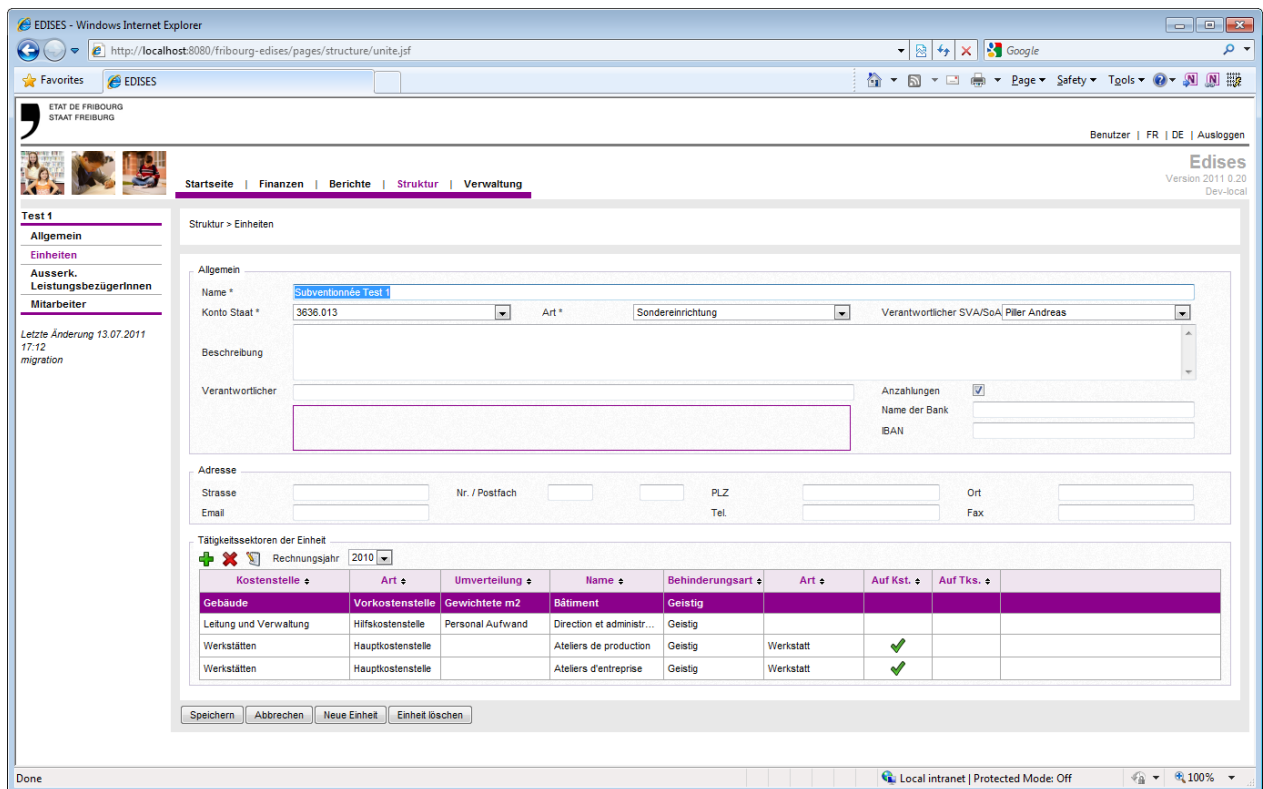 EDISES - Windows Internet Explorer
http://localhost:8080/fribourg-edises/pages/structure/unite.jsf
Google
Favorites
EDISES
Page
Safety
Tools
ETAT DE FRIBOURG
STAAT FREIBURG
Benutzer | FR | DE | Ausloggen
Edises
Version 2011 0.20
Dev-local
Startseite | Finanzen | Berichte | Struktur | Verwaltung
Test 1
Allgemein
Einheiten
Ausserk.
LeistungsbezügerInnen
Mitarbeiter
Letzte Änderung 13.07.2011
17:12
migration
Struktur > Einheiten
Allgemein
Name * Subventionnée Test 1
Konto Staat * 3636.013 Art * Sondereinrichtung Verantwortlicher SVA/SoA Piller Andreas
Beschreibung
Verantwortlicher Anzahlungen
Name der Bank
IBAN
Adresse
Strasse Nr. / Postfach PLZ Ort
Email Tel. Fax
Tätigkeitssektoren der Einheit
Rechnungsjahr 2010
Kostenstelle Art Umverteilung Name Behinderungsart Art Auf Kst. Auf Tks.
Gebäude Vorkostenstelle Gewichtete m2 Bâtiment Geistig
Leitung und Verwaltung Hilfskostenstelle Personal Aufwand Direction et administr... Geistig
Werkstätten Hauptkostenstelle Ateliers de production Geistig Werkstatt
Werkstätten Hauptkostenstelle Ateliers d'entreprise Geistig Werkstatt
Speichern Abbrechen Neue Einheit Einheit löschen
Done Local intranet | Protected Mode: Off 100%